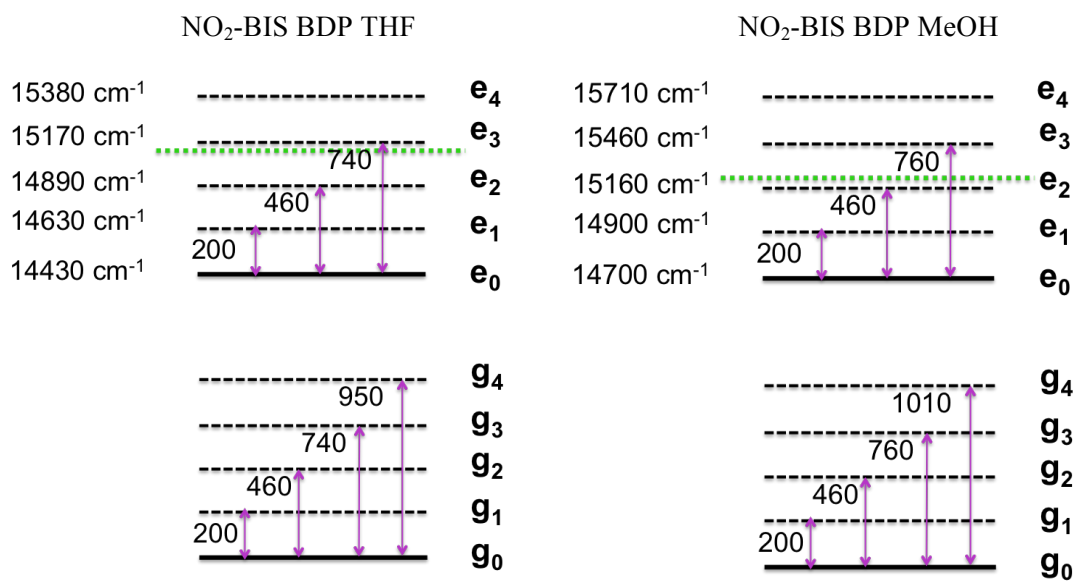 NO₂-BIS BDP THF
15380 cm⁻¹ e₄
15170 cm⁻¹ e₃
740
14890 cm⁻¹ e₂
460
14630 cm⁻¹ e₁
200
14430 cm⁻¹ e₀
g₄
950
g₃
740
g₂
460
g₁
200
g₀
NO₂-BIS BDP MeOH
15710 cm⁻¹ e₄
15460 cm⁻¹ e₃
760
15160 cm⁻¹ e₂
460
14900 cm⁻¹ e₁
200
14700 cm⁻¹ e₀
g₄
1010
g₃
760
g₂
460
g₁
200
g₀